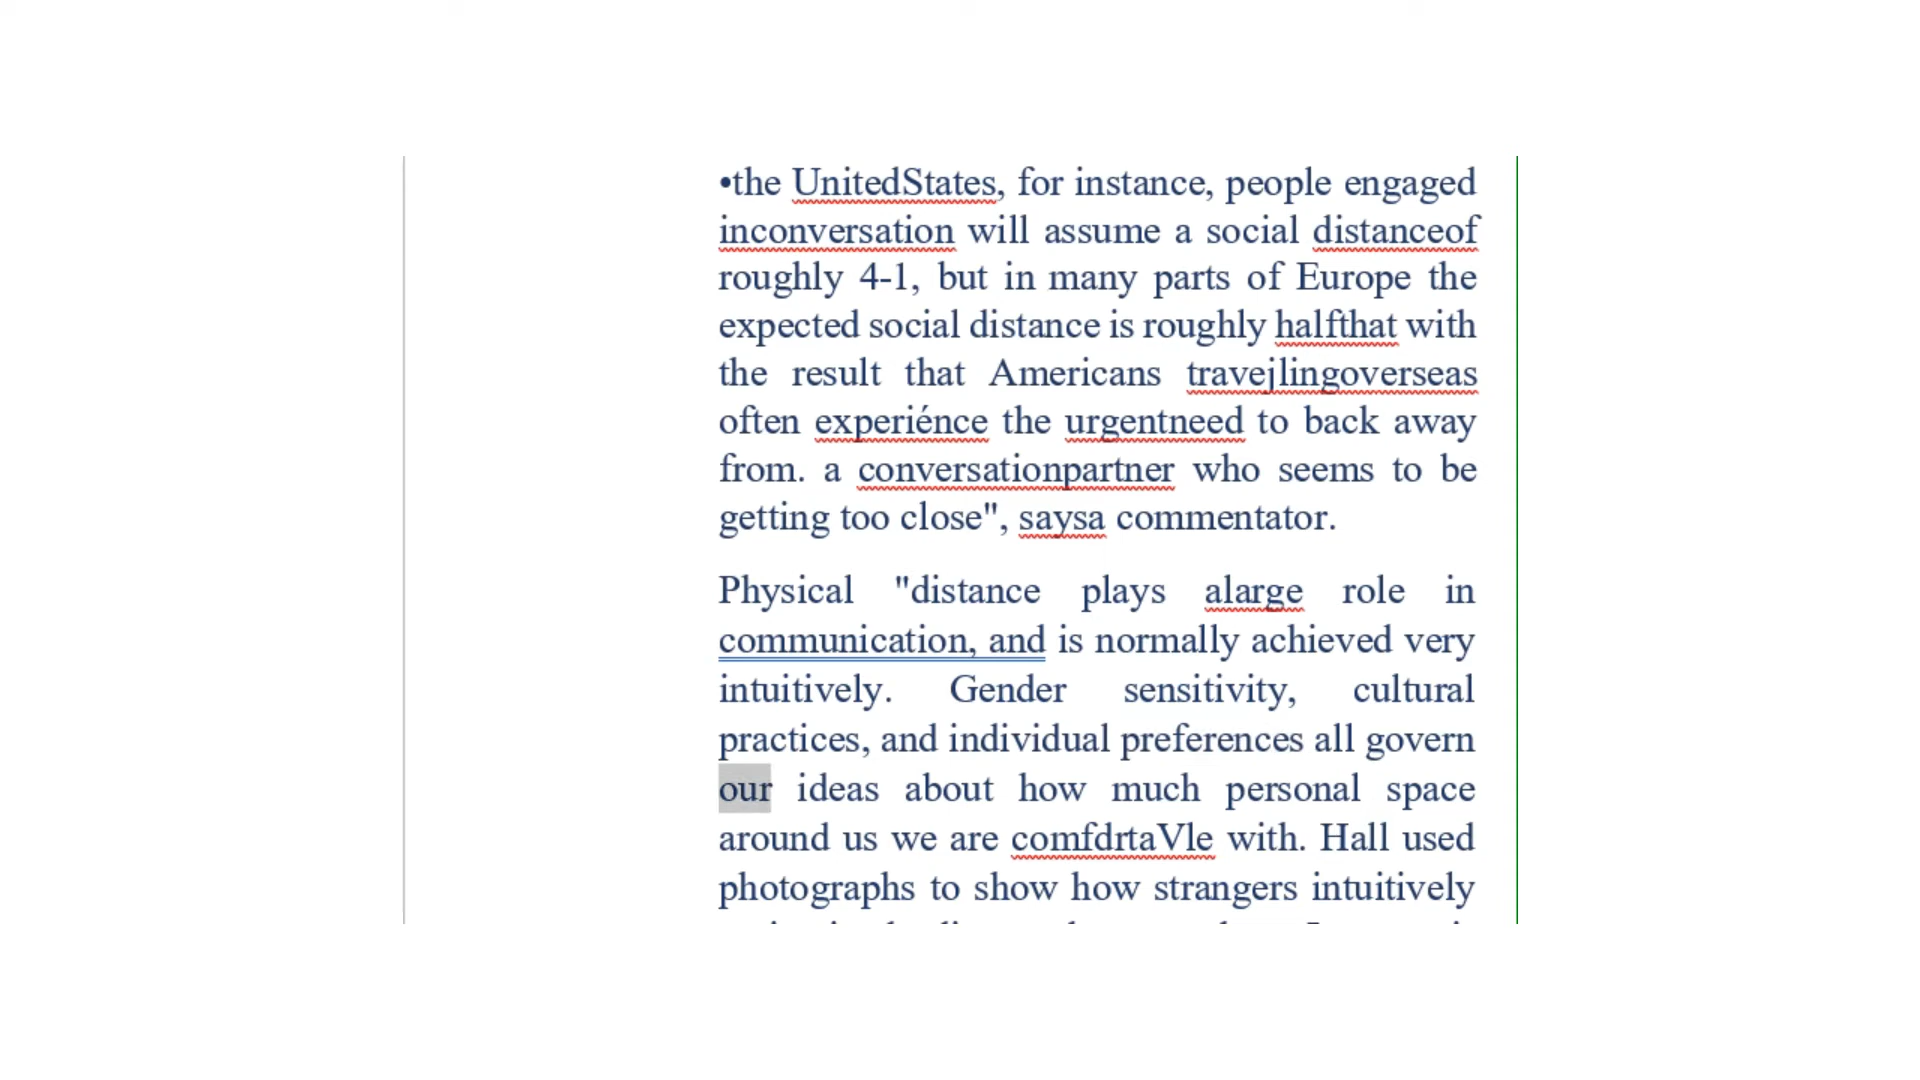 •the UnitedStates, for instance, people engaged
inconversation will assume a social distanceof
roughly 4-1, but in many parts of Europe the
expected social distance is roughly halfthat with
the result that Americans travejlingoverseas
often experiénce the urgentneed to back away
from. a conversationpartner who seems to be
getting too close", saysa commentator.
Physical "distance plays alarge role in
communication, and is normally achieved very
intuitively. Gender sensitivity, cultural
practices, and individual preferences all govern
our ideas about how much personal space
around us we are comfdrtaVle with. Hall used
photographs to show how strangers intuitively